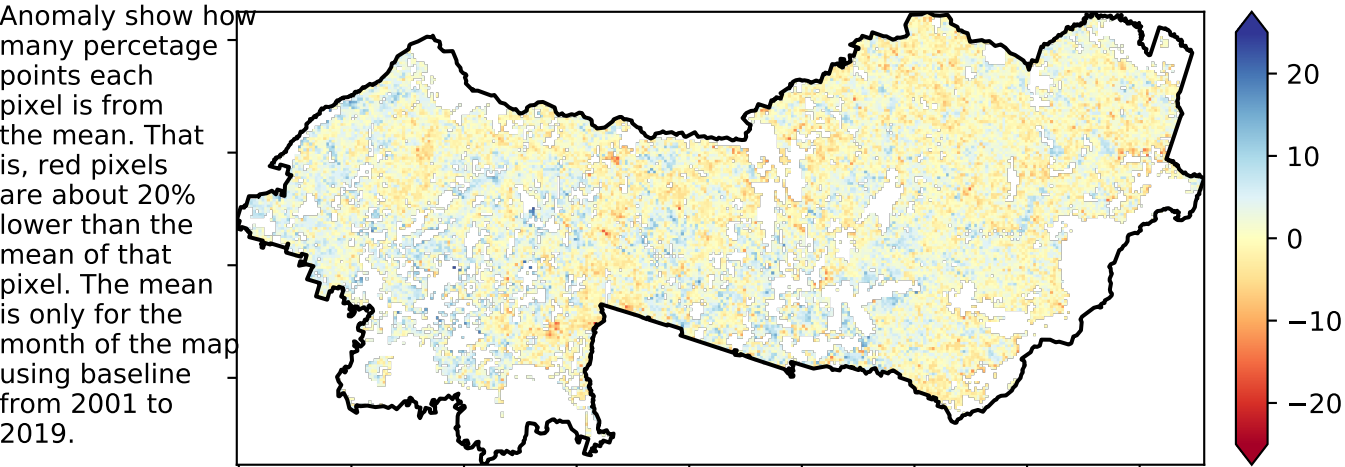 Anomaly show how
many percetage
points each
pixel is from
the mean. That
is, red pixels
are about 20%
lower than the
mean of that
pixel. The mean
is only for the
month of the map
using baseline
from 2001 to
2019.
20
10
0
−10
−20